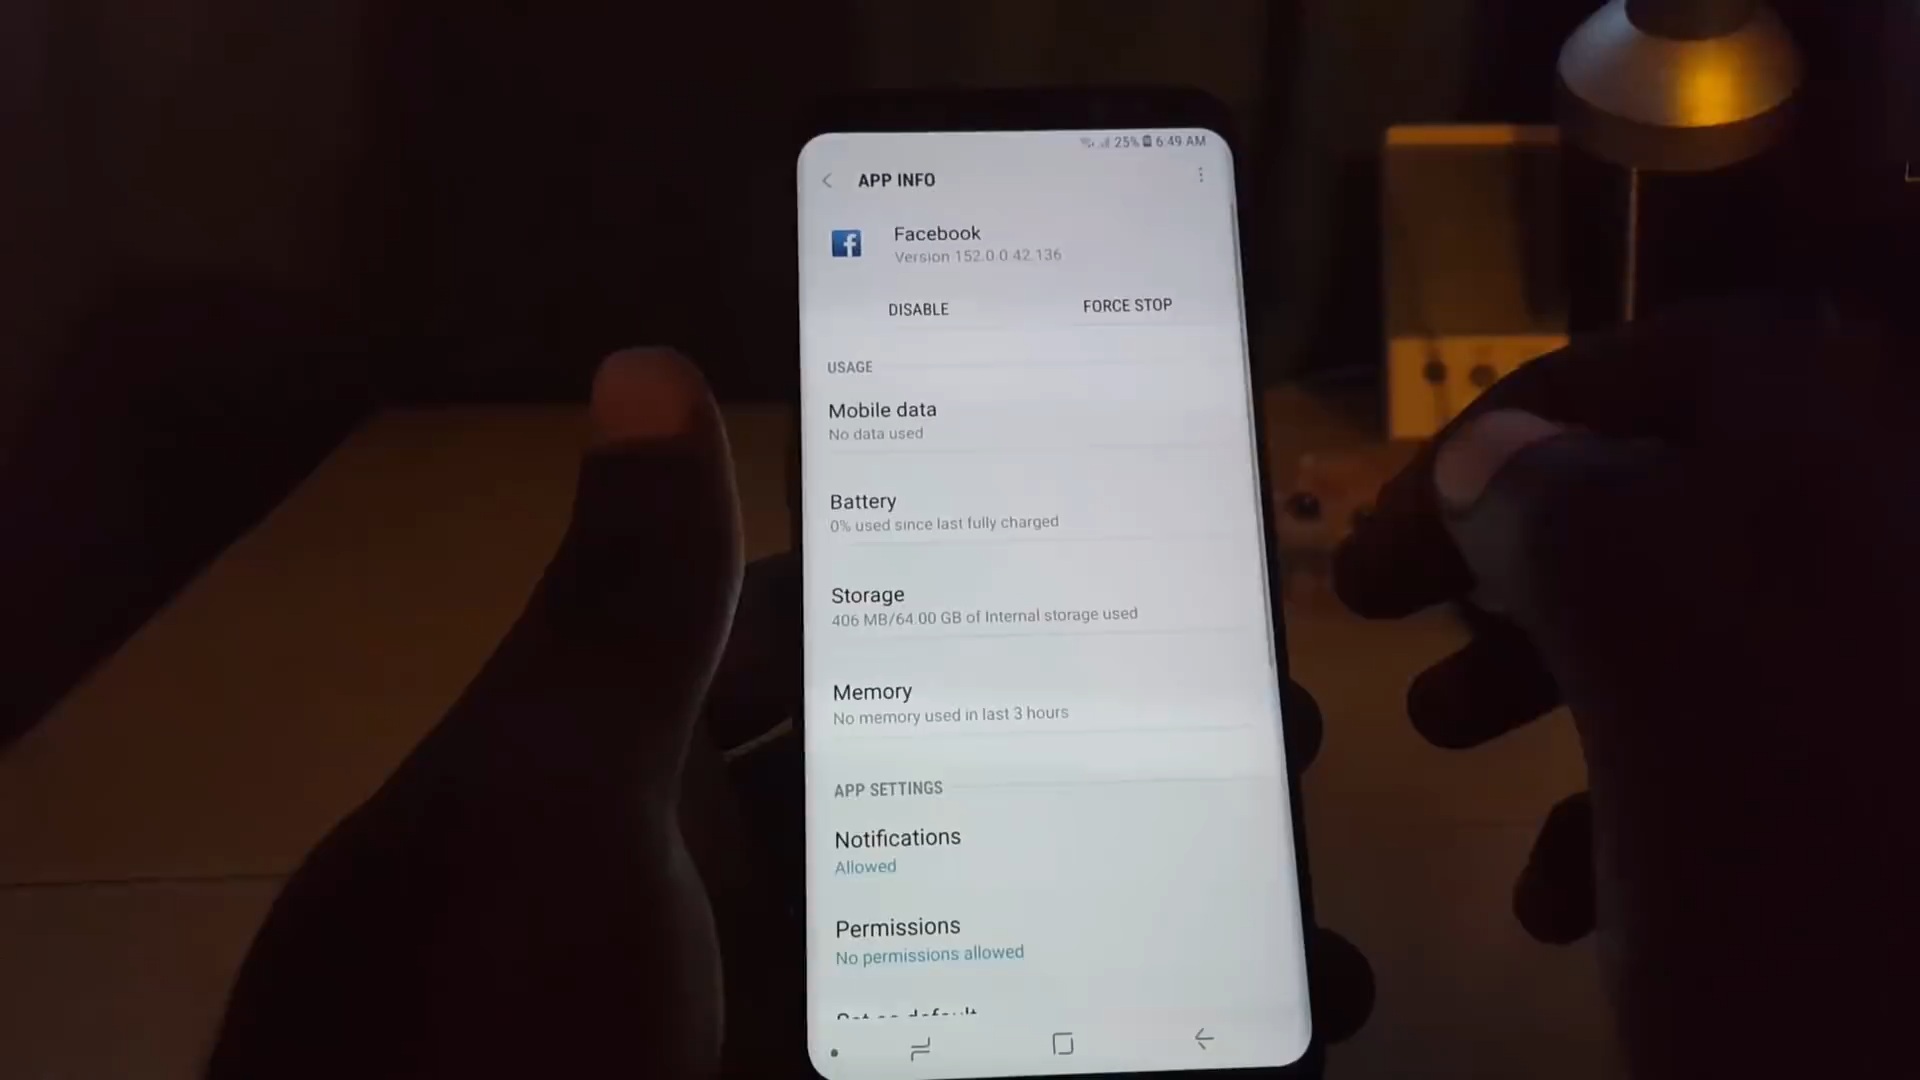 25% 6:49 AM
APP INFO
Facebook
Version 152.0.0.42.136
DISABLE
FORCE STOP
USAGE
Mobile data
No data used
Battery
0% used since last fully charged
Storage
406 MB/64.00 GB of Internal storage used
Memory
No memory used in last 3 hours
APP SETTINGS
Notifications
Allowed
Permissions
No permissions allowed